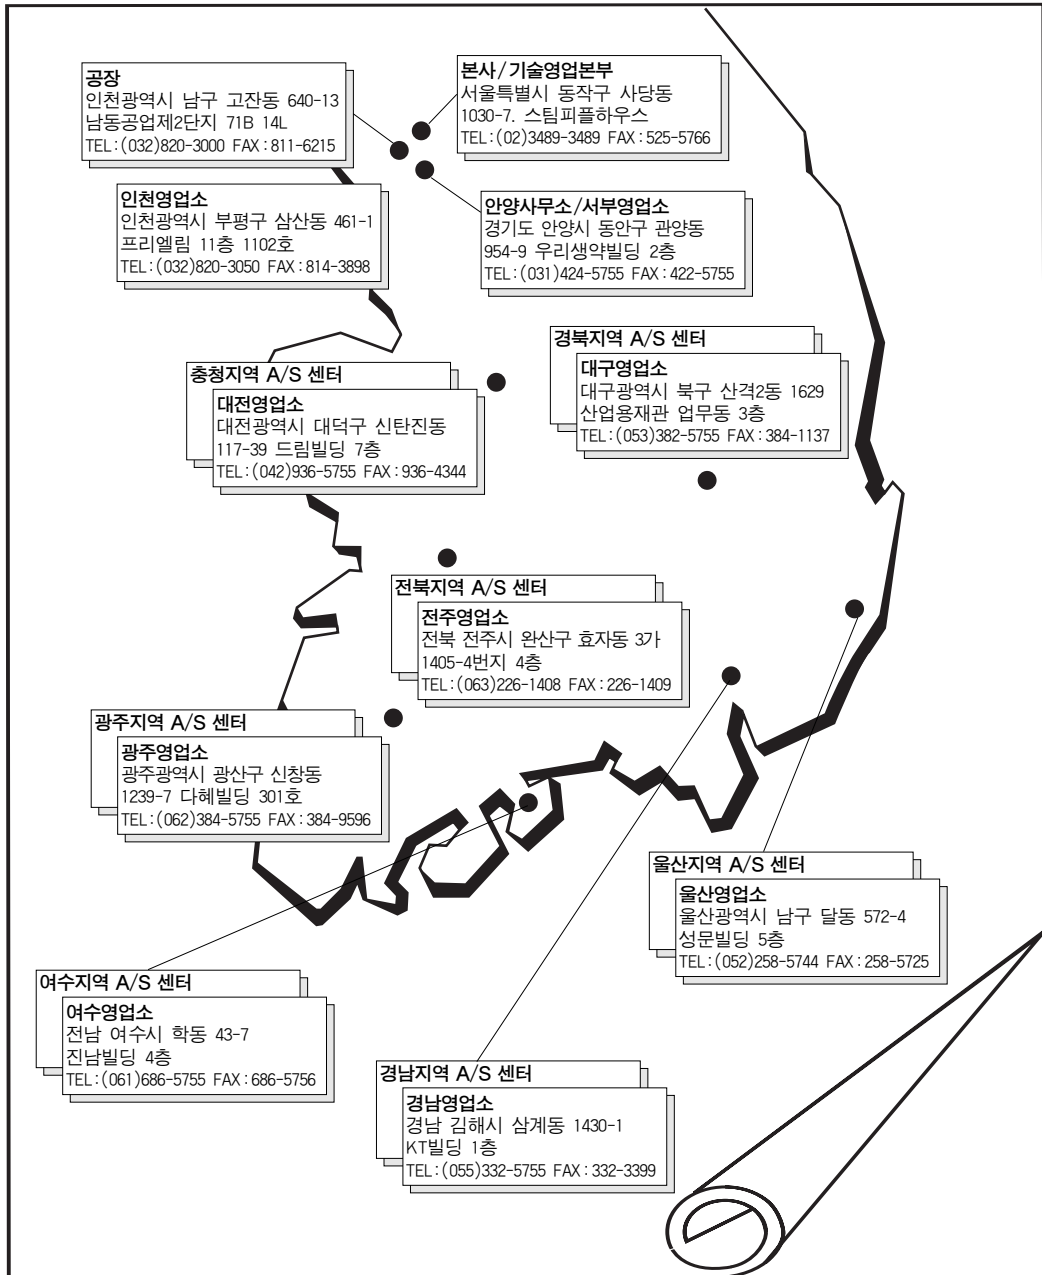 공장
인천광역시 남구 고잔동 640-13
남동공업제2단지 71B 14L
TEL:(032)820-3000 FAX:811-6215
본사/기술영업본부
서울특별시 동작구 사당동
1030-7. 스팀피플하우스
TEL:(02)3489-3489 FAX:525-5766
인천영업소
인천광역시 부평구 삼산동 461-1
프리엘림 11층 1102호
TEL:(032)820-3050 FAX:814-3898
안양사무소/서부영업소
경기도 안양시 동안구 관양동
954-9 우리생약빌딩 2층
TEL:(031)424-5755 FAX:422-5755
경북지역 A/S 센터
대구영업소
대구광역시 북구 산격2동 1629
산업용재관 업무동 3층
TEL:(053)382-5755 FAX:384-1137
충청지역 A/S 센터
대전영업소
대전광역시 대덕구 신탄진동
117-39 드림빌딩 7층
TEL:(042)936-5755 FAX:936-4344
전북지역 A/S 센터
전주영업소
전북 전주시 완산구 효자동 3가
1405-4번지 4층
TEL:(063)226-1408 FAX:226-1409
광주지역 A/S 센터
광주영업소
광주광역시 광산구 신창동
1239-7 다혜빌딩 301호
TEL:(062)384-5755 FAX:384-9596
울산지역 A/S 센터
울산영업소
울산광역시 남구 달동 572-4
성문빌딩 5층
TEL:(052)258-5744 FAX:258-5725
여수지역 A/S 센터
여수영업소
전남 여수시 학동 43-7
진남빌딩 4층
TEL:(061)686-5755 FAX:686-5756
경남지역 A/S 센터
경남영업소
경남 김해시 삼계동 1430-1
KT빌딩 1층
TEL:(055)332-5755 FAX:332-3399